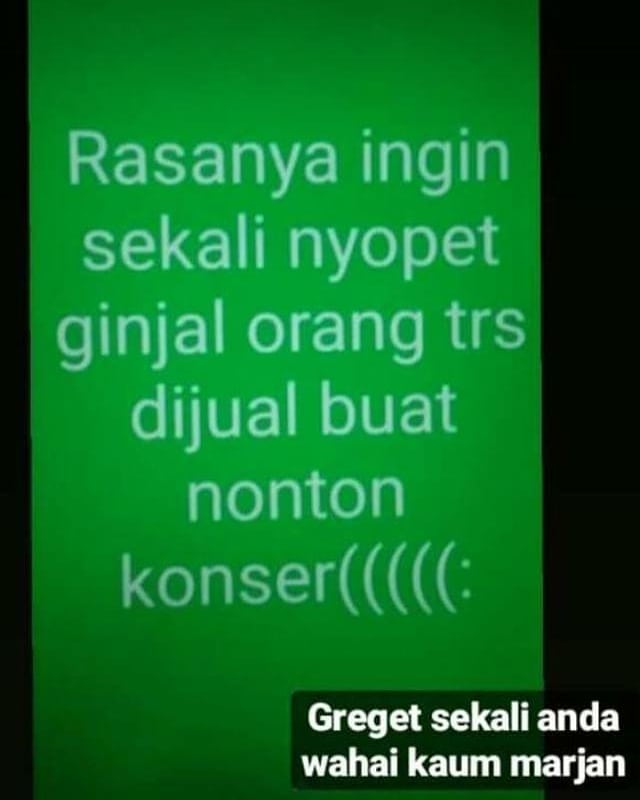 Rasanya ingin
sekali nyopet
ginjal orang trs
dijual buat
nonton
konser(((((:
Greget sekali anda
wahai kaum marjan